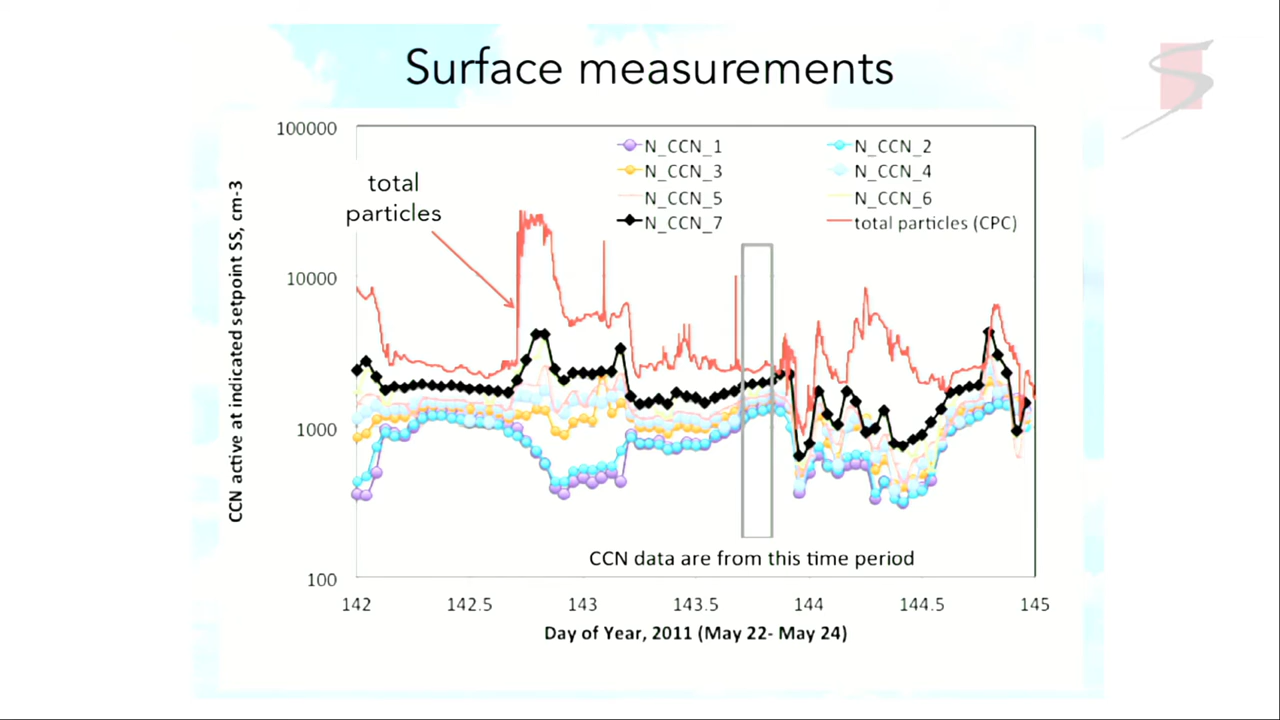 Surface measurements
100000
10000
1000
100
CCN active at indicated setpoint SS, cm-3
total
particles
N_CCN_1
N_CCN_2
N_CCN_3
N_CCN_4
N_CCN_5
N_CCN_6
N_CCN_7
total particles (CPC)
CCN data are from this time period
142
142.5
143
143.5
144
144.5
145
Day of Year, 2011 (May 22- May 24)